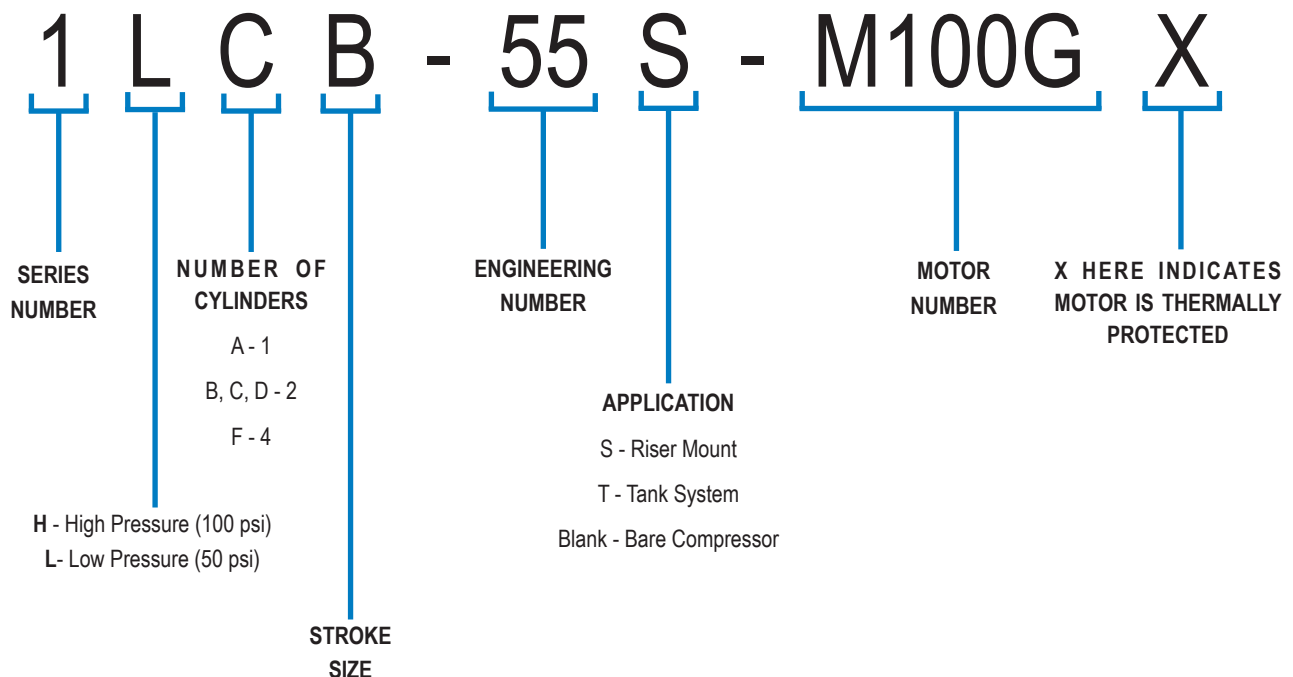 1 L C B - 55 S - M100G X
SERIES
NUMBER
NUMBER OF
CYLINDERS
A - 1
B, C, D - 2
F - 4
H - High Pressure (100 psi)
L- Low Pressure (50 psi)
STROKE
SIZE
ENGINEERING
NUMBER
APPLICATION
S - Riser Mount
T - Tank System
Blank - Bare Compressor
MOTOR
NUMBER
X HERE INDICATES
MOTOR IS THERMALLY
PROTECTED